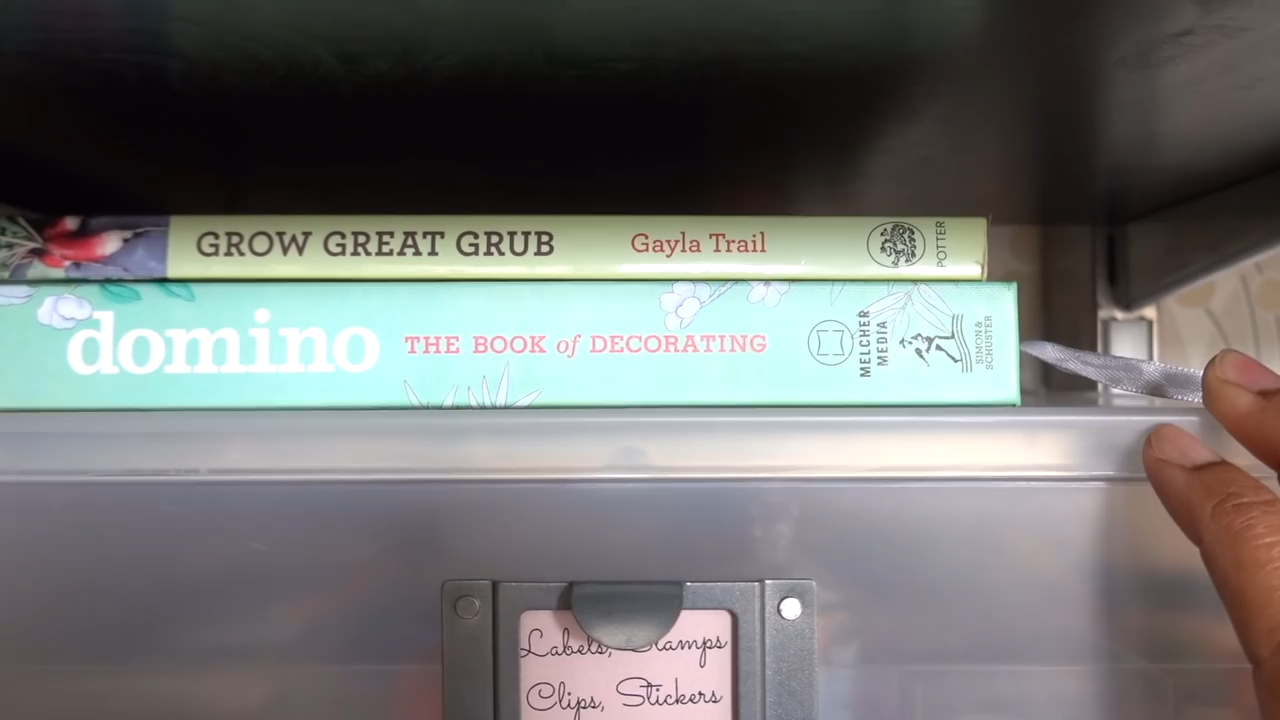 GROW GREAT GRUB Gayla Trail POTTER
domino THE BOOK of DECORATING MELCHER MEDIA SIMON & SCHUSTER
Labels, Stamps
Clips, Stickers